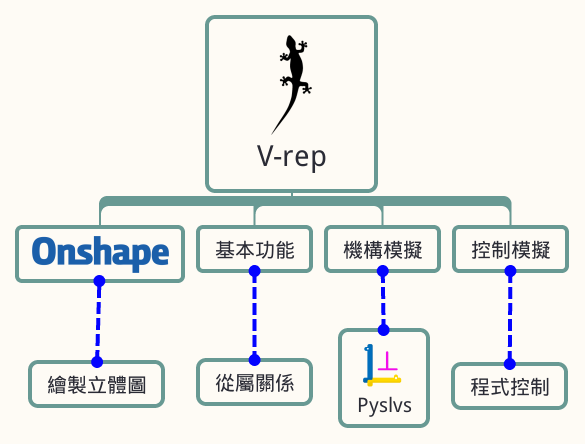 V-rep
Onshape
基本功能
機構模擬
控制模擬
繪製立體圖
從屬關係
Pyslvs
程式控制